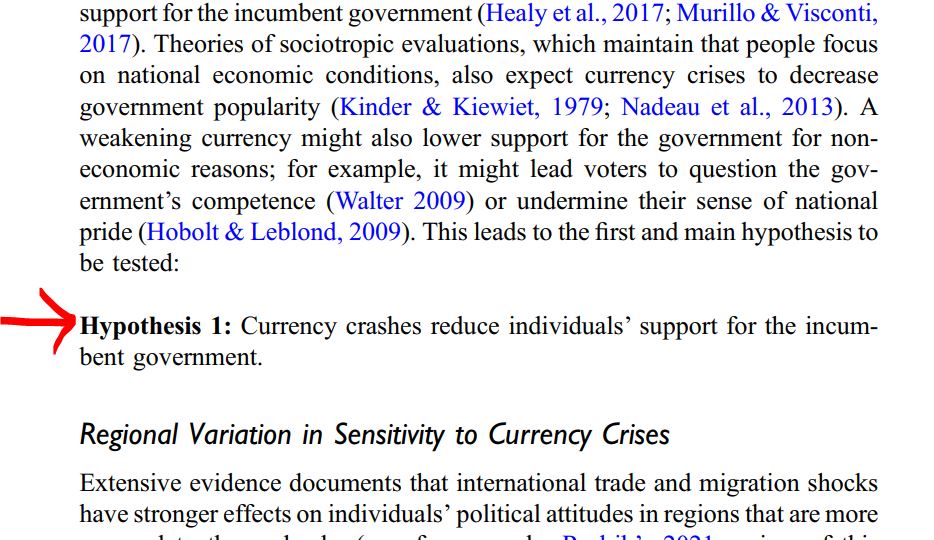 support for the incumbent government (Healy et al., 2017; Murillo & Visconti,
2017). Theories of sociotropic evaluations, which maintain that people focus
on national economic conditions, also expect currency crises to decrease
government popularity (Kinder & Kiewiet, 1979; Nadeau et al., 2013). A
weakening currency might also lower support for the government for non-
economic reasons; for example, it might lead voters to question the gov-
ernment’s competence (Walter 2009) or undermine their sense of national
pride (Hobolt & Leblond, 2009). This leads to the first and main hypothesis to
be tested:
Hypothesis 1: Currency crashes reduce individuals’ support for the incum-
bent government.
Regional Variation in Sensitivity to Currency Crises
Extensive evidence documents that international trade and migration shocks
have stronger effects on individuals’ political attitudes in regions that are more